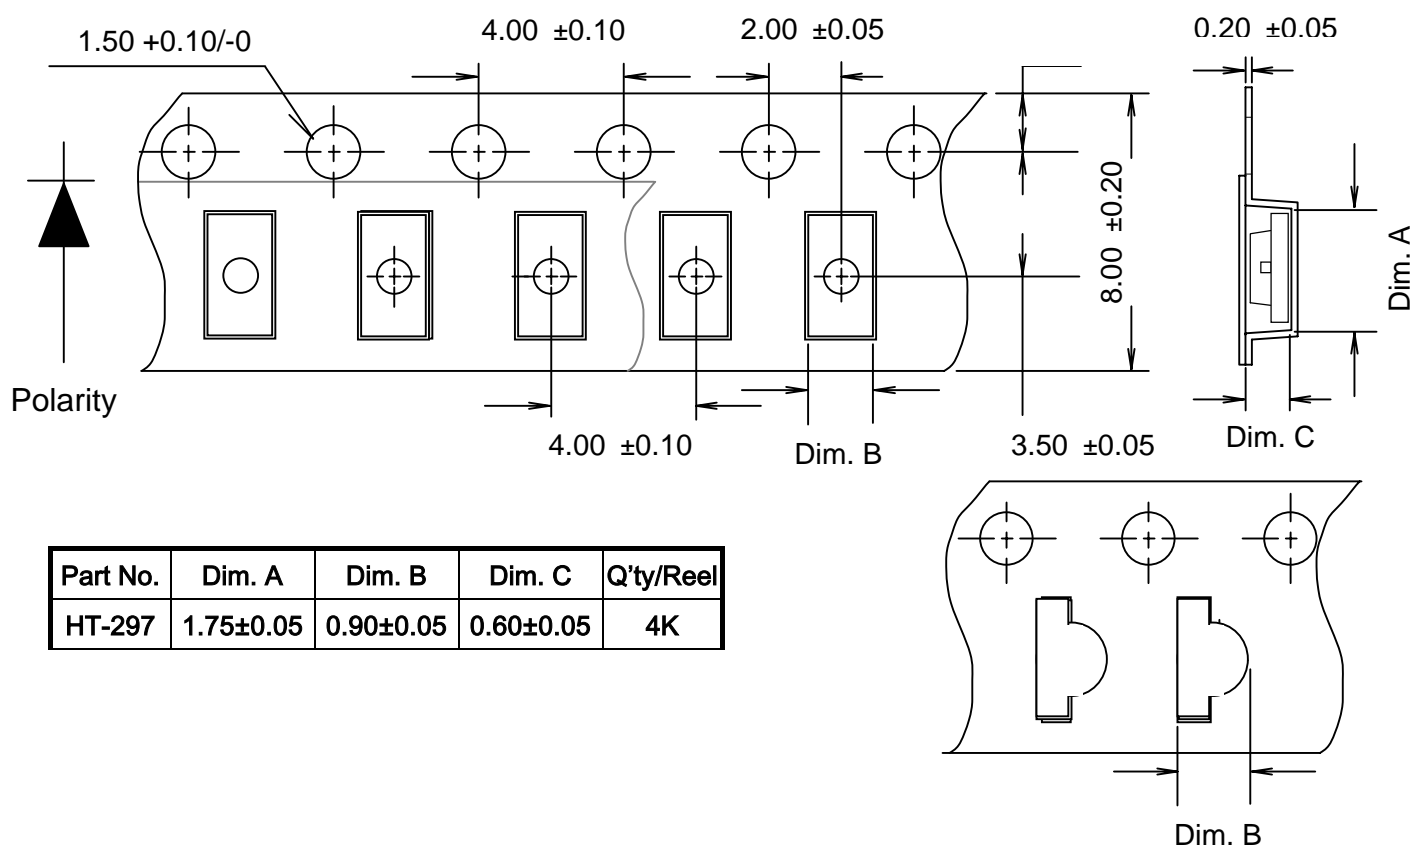 1.50 +0.10/-0
4.00 ±0.10
2.00 ±0.05
0.20 ±0.05
8.00 ±0.20
Dim. A
Polarity
4.00 ±0.10
Dim. B
3.50 ±0.05
Dim. C
Part No. Dim. A Dim. B Dim. C Q'ty/Reel
HT-297 1.75±0.05 0.90±0.05 0.60±0.05 4K
Dim. B